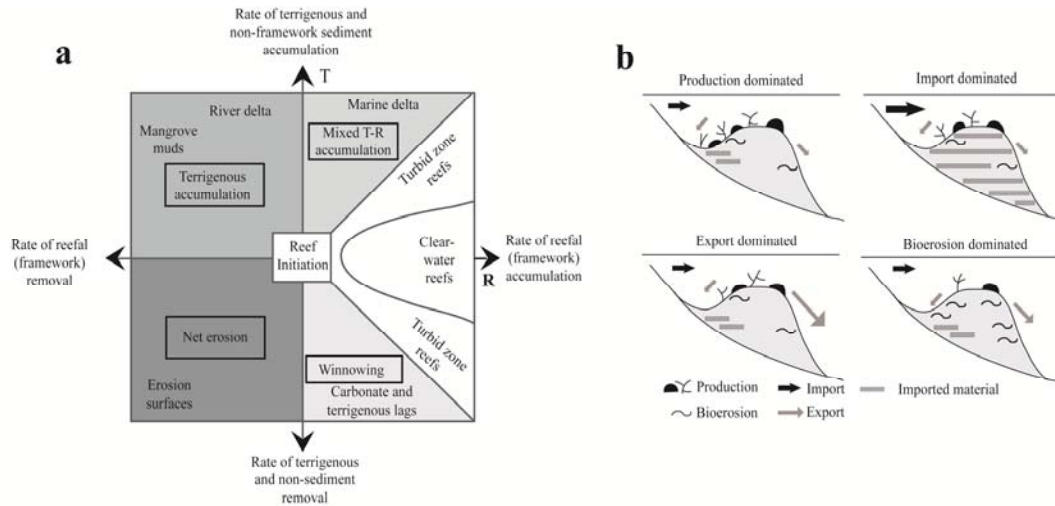 a
Rate of terrigenous and
non-framework sediment
accumulation
T
River delta
Marine delta
Mangrove
muds
Mixed T-R
accumulation
Terrigenous
accumulation
Turbid zone
reefs
Rate of reefal
(framework)
removal
Reef
Initiation
Clear-
water
reefs
R
Rate of reefal
(framework)
accumulation
Net erosion
Turbid zone
reefs
Winnowing
Erosion
surfaces
Carbonate and
terrigenous lags
Rate of terrigenous
and non-sediment
removal
b
Production dominated
Import dominated
Export dominated
Bioerosion dominated
Production
Import
Imported material
Bioerosion
Export